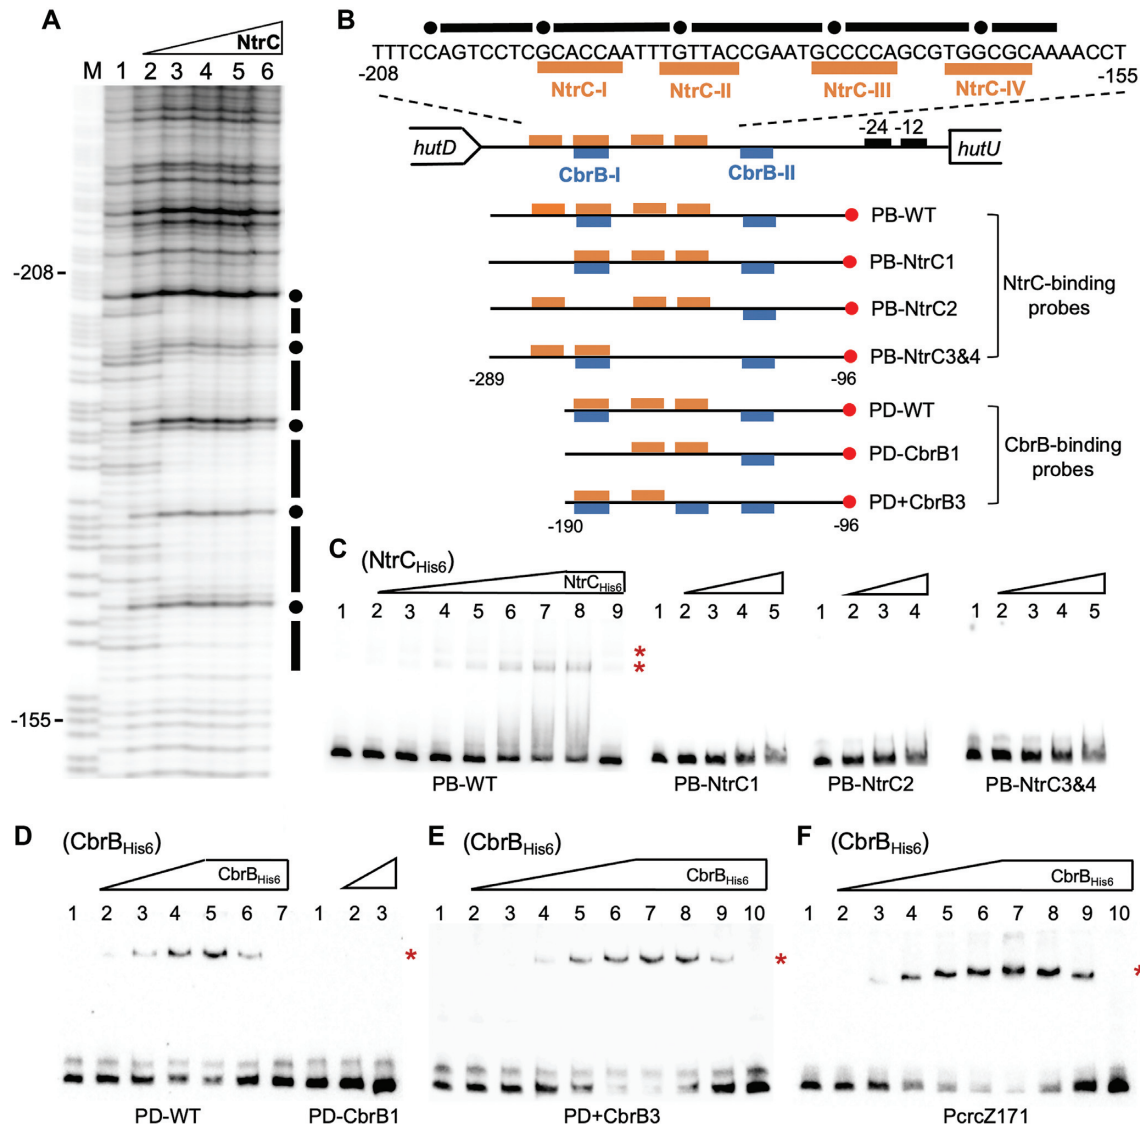 A
NtrC
M 1 2 3 4 5 6
-208
-155
B
TTTCCAGTCCTCGCACCAATTTGTTACCGAATGCCCCAGCGTGGCGCAAAACCT
-208 NtrC-I NtrC-II NtrC-III NtrC-IV -155
-24 -12
hutD hutU
CbrB-I CbrB-II
PB-WT
PB-NtrC1
NtrC-binding
probes
PB-NtrC2
PB-NtrC3&4
-289 -96
PD-WT
PD-CbrB1
CbrB-binding
probes
PD+CbrB3
-190 -96
C (NtrCHis6)
NtrCHis6
1 2 3 4 5 6 7 8 9 1 2 3 4 5 1 2 3 4 1 2 3 4 5
*
*
PB-WT PB-NtrC1 PB-NtrC2 PB-NtrC3&4
D (CbrBHis6)
CbrBHis6
1 2 3 4 5 6 7 1 2 3
*
PD-WT PD-CbrB1
E (CbrBHis6)
CbrBHis6
1 2 3 4 5 6 7 8 9 10
*
PD+CbrB3
F (CbrBHis6)
CbrBHis6
1 2 3 4 5 6 7 8 9 10
*
PcrcZ171